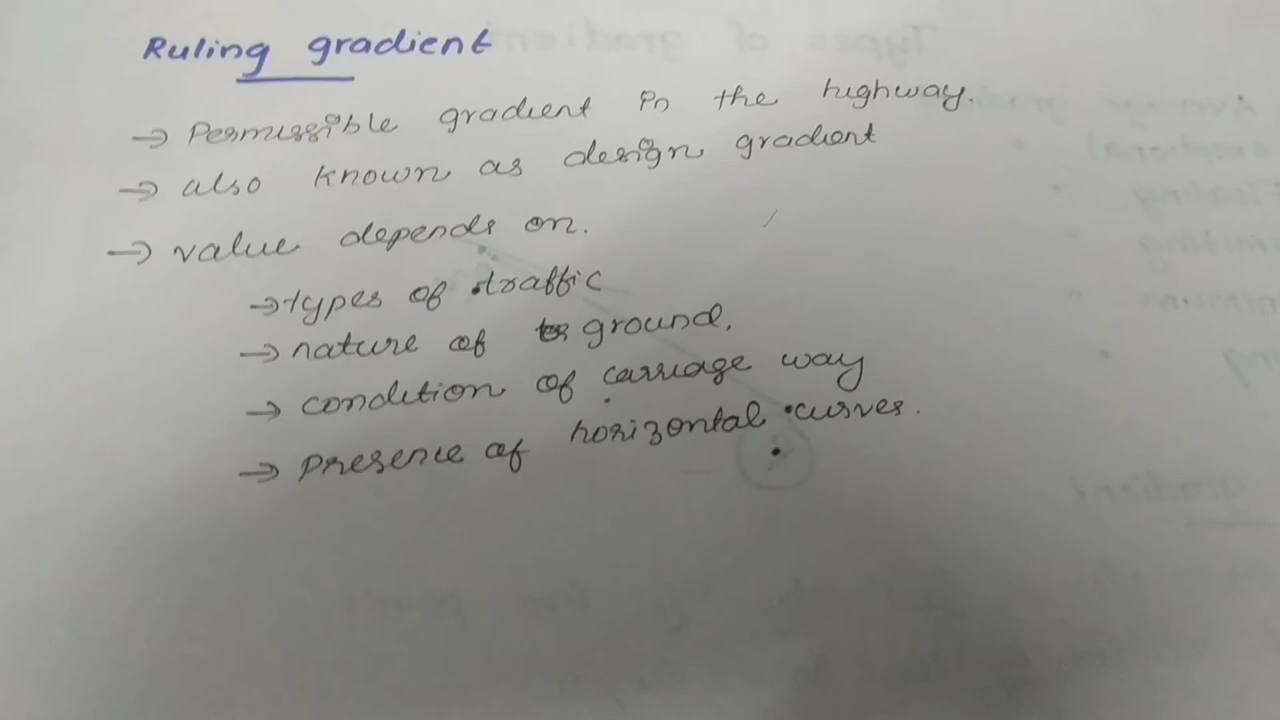 Ruling gradient
→ Permissible gradient in the highway.
→ also known as design gradient
→ value depends on.
→ types of traffic
→ nature of ground.
→ condition of carriage way
→ presence of horizontal curves.